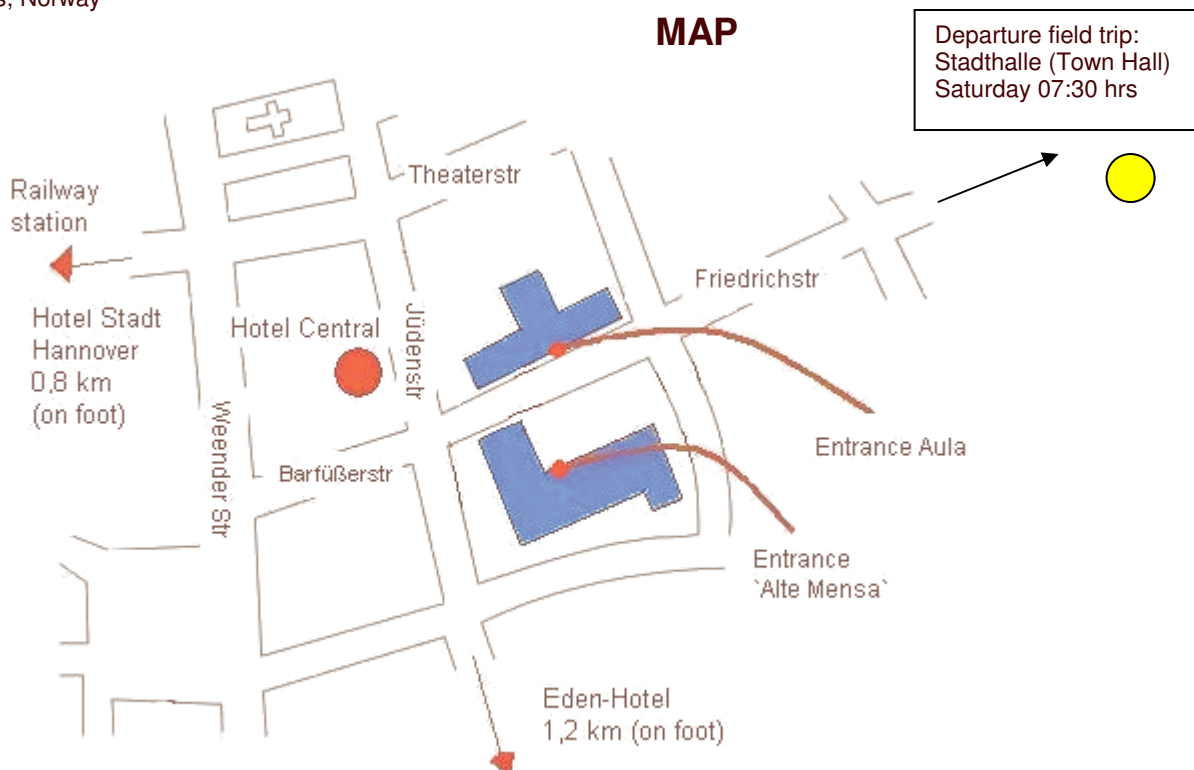 s, Norway
MAP
Departure field trip:
Stadthalle (Town Hall)
Saturday 07:30 hrs
Theaterstr
Railway
station
Friedrichstr
Hotel Stadt
Hannover
0,8 km
(on foot)
Hotel Central
Jüdenstr
Weender Str
Barfüßerstr
Entrance Aula
Entrance
`Alte Mensa`
Eden-Hotel
1,2 km (on foot)